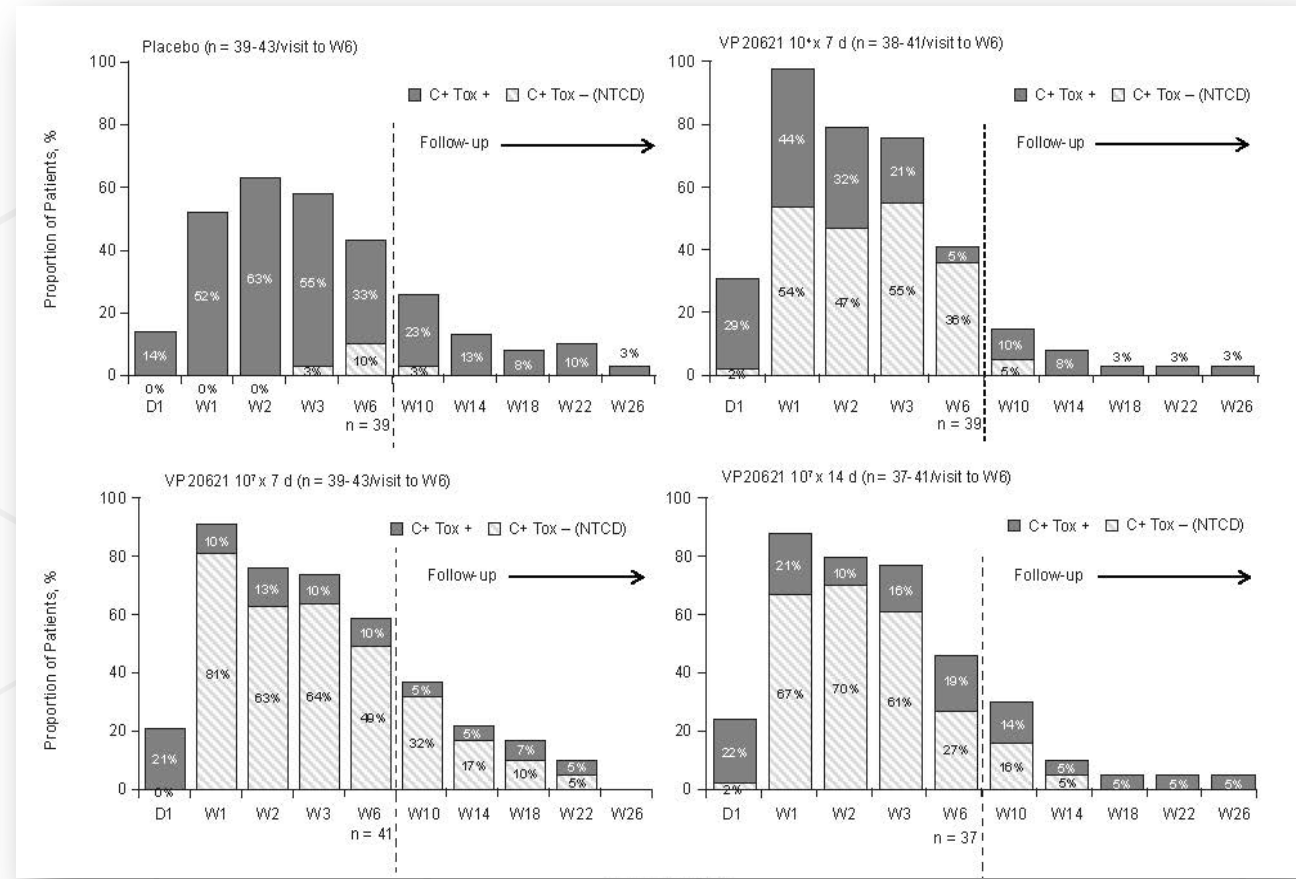 Placebo (n = 39-43/visit to W6)
Proportion of Patients, %
100
80
60
40
20
0
C+ Tox + C+ Tox – (NTCD)
Follow-up
14% 52% 63% 55% 33% 23% 13% 8% 10% 3%
0% 0% 0% 3% 10% 3%
D1 W1 W2 W3 W6 W10 W14 W18 W22 W26
n = 39
VP20621 10⁴ x 7 d (n = 38-41/visit to W6)
100
80
60
40
20
0
C+ Tox + C+ Tox – (NTCD)
Follow-up
29% 44% 32% 21% 5% 10% 8% 3% 3% 3%
2% 54% 47% 55% 36% 5%
D1 W1 W2 W3 W6 W10 W14 W18 W22 W26
n = 39
VP20621 10⁷ x 7 d (n = 39-43/visit to W6)
Proportion of Patients, %
100
80
60
40
20
0
C+ Tox + C+ Tox – (NTCD)
Follow-up
21% 10% 13% 10% 10% 5% 5% 7% 5%
0% 81% 63% 64% 49% 32% 17% 10% 5%
D1 W1 W2 W3 W6 W10 W14 W18 W22 W26
n = 41
VP20621 10⁷ x 14 d (n = 37-41/visit to W6)
100
80
60
40
20
0
C+ Tox + C+ Tox – (NTCD)
Follow-up
22% 21% 10% 16% 19% 14% 5% 5% 5% 5%
2% 67% 70% 61% 27% 16% 5%
D1 W1 W2 W3 W6 W10 W14 W18 W22 W26
n = 37